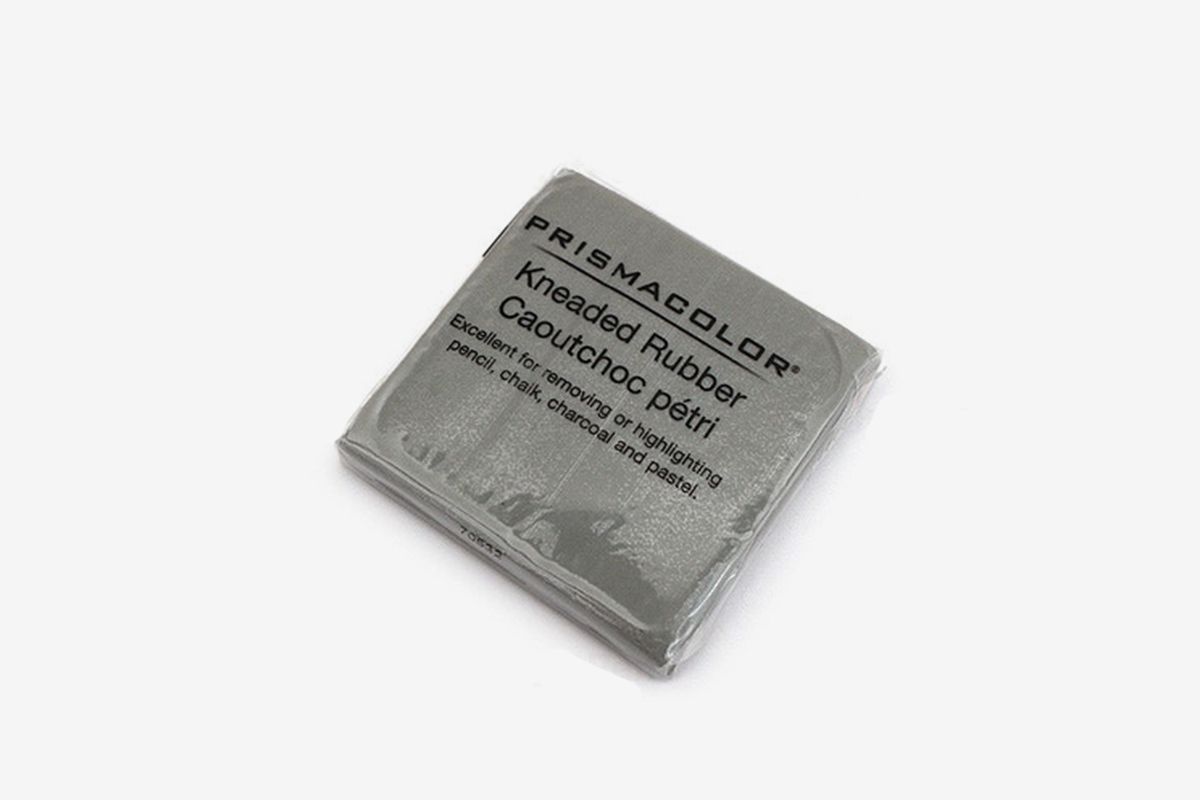 PRISMACOLOR®
Kneaded Rubber
Caoutchoc pétri
Excellent for removing or highlighting
pencil, chalk, charcoal and pastel.